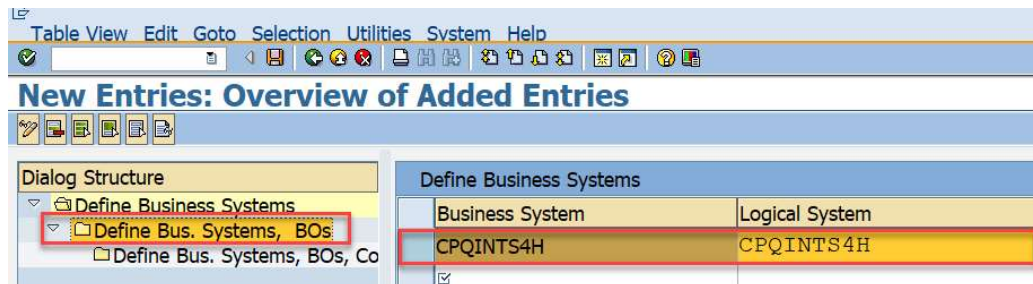 Table View Edit Goto Selection Utilities System Help
New Entries: Overview of Added Entries
Dialog Structure
Define Business Systems
Define Bus. Systems, BOs
Define Bus. Systems, BOs, Co
Define Business Systems
Business System Logical System
CPQINTS4H CPQINTS4H